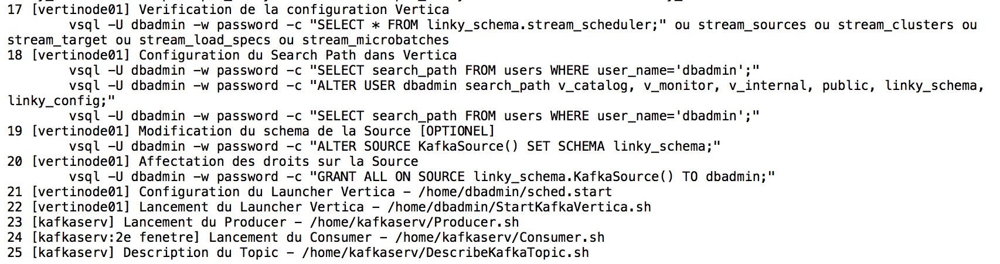 17 [vertinode01] Verification de la configuration Vertica
vsql -U dbadmin -w password -c "SELECT * FROM linky_schema.stream_scheduler;" ou stream_sources ou stream_clusters ou
stream_target ou stream_load_specs ou stream_microbatches
18 [vertinode01] Configuration du Search Path dans Vertica
vsql -U dbadmin -w password -c "SELECT search_path FROM users WHERE user_name='dbadmin';"
vsql -U dbadmin -w password -c "ALTER USER dbadmin search_path v_catalog, v_monitor, v_internal, public, linky_schema,
linky_config;"
vsql -U dbadmin -w password -c "SELECT search_path FROM users WHERE user_name='dbadmin';"
19 [vertinode01] Modification du schema de la Source [OPTIONEL]
vsql -U dbadmin -w password -c "ALTER SOURCE KafkaSource() SET SCHEMA linky_schema;"
20 [vertinode01] Affectation des droits sur la Source
vsql -U dbadmin -w password -c "GRANT ALL ON SOURCE linky_schema.KafkaSource() TO dbadmin;"
21 [vertinode01] Configuration du Launcher Vertica - /home/dbadmin/sched.start
22 [vertinode01] Lancement du Launcher Vertica - /home/dbadmin/StartKafkaVertica.sh
23 [kafkaserv] Lancement du Producer - /home/kafkaserv/Producer.sh
24 [kafkaserv:2e fenetre] Lancement du Consumer - /home/kafkaserv/Consumer.sh
25 [kafkaserv] Description du Topic - /home/kafkaserv/DescribeKafkaTopic.sh